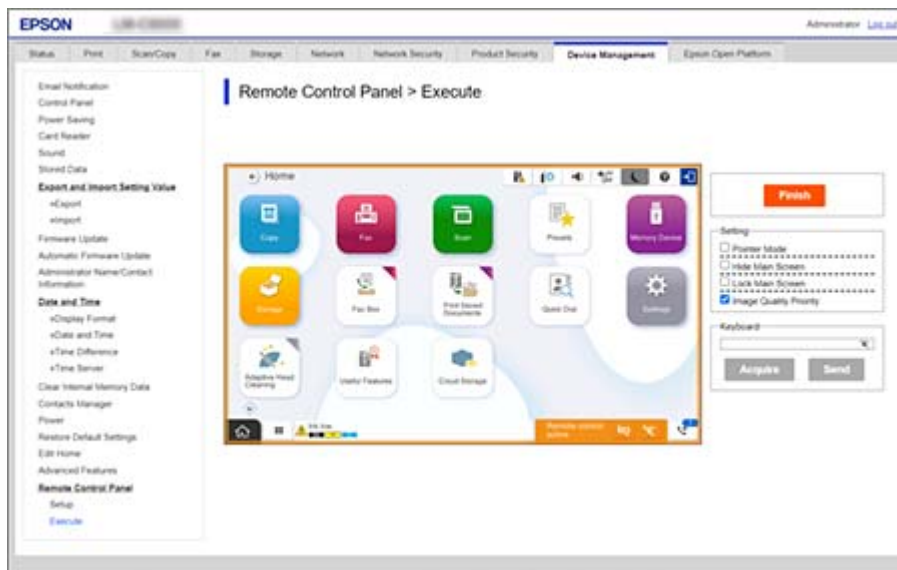 EPSON
Administrator Log out
Status Print Scan/Copy Fax Storage Network Network Security Product Security Device Management Epson Open Platform
Email Notification
Control Panel
Power Saving
Card Reader
Sound
Stored Data
Export and Import Setting Value
»Export
»Import
Firmware Update
Automatic Firmware Update
Administrator Name/Contact
Information
Date and Time
»Display Format
»Date and Time
»Time Difference
»Time Server
Clear Internal Memory Data
Contacts Manager
Power
Restore Default Settings
Edit Home
Advanced Features
Remote Control Panel
Setup
Execute
Remote Control Panel > Execute
Home
Copy
Fax
Scan
Presets
Memory Device
Storage
Fax Box
Print Saved
Documents
Quick Dial
Settings
Adaptive Head
Cleaning
Useful Features
Cloud Storage
Remote control
active
Finish
Setting
Pointer Mode
Hide Main Screen
Lock Main Screen
Image Quality Priority
Keyboard
Acquire Send